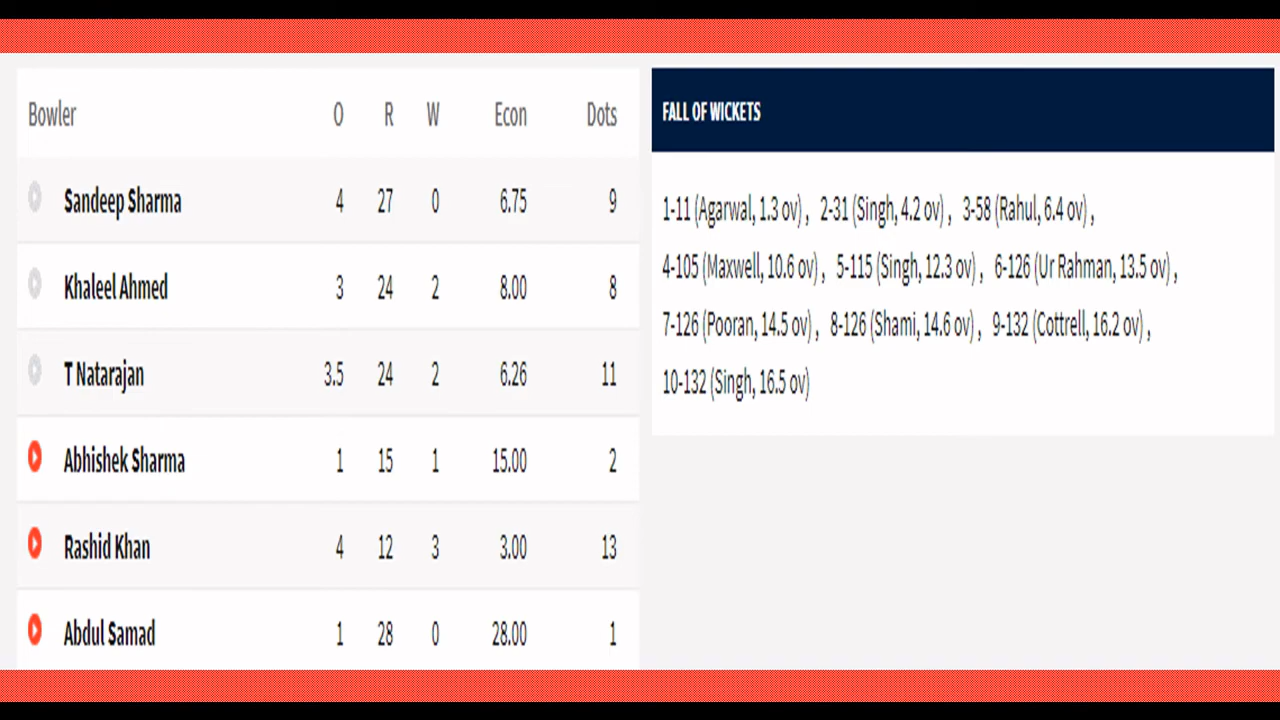 Bowler O R W Econ Dots
Sandeep Sharma 4 27 0 6.75 9
Khaleel Ahmed 3 24 2 8.00 8
T Natarajan 3.5 24 2 6.26 11
Abhishek Sharma 1 15 1 15.00 2
Rashid Khan 4 12 3 3.00 13
Abdul Samad 1 28 0 28.00 1
FALL OF WICKETS
1-11 (Agarwal, 1.3 ov) , 2-31 (Singh, 4.2 ov) , 3-58 (Rahul, 6.4 ov) ,
4-105 (Maxwell, 10.6 ov) , 5-115 (Singh, 12.3 ov) , 6-126 (Ur Rahman, 13.5 ov) ,
7-126 (Pooran, 14.5 ov) , 8-126 (Shami, 14.6 ov) , 9-132 (Cottrell, 16.2 ov) ,
10-132 (Singh, 16.5 ov)